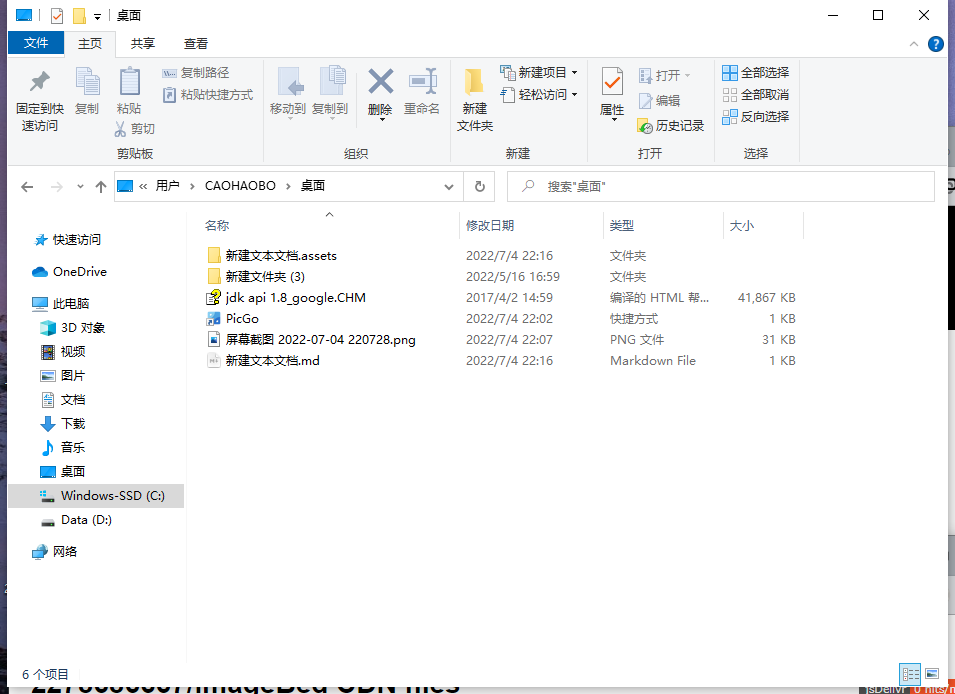 桌面
文件 主页 共享 查看
固定到快速访问
复制
粘贴
复制路径
粘贴快捷方式
剪切
剪贴板
移动到
复制到
删除
重命名
组织
新建文件夹
新建项目
轻松访问
新建
属性
打开
编辑
历史记录
打开
全部选择
全部取消
反向选择
选择
« 用户 › CAOHAOBO › 桌面
搜索"桌面"
名称 修改日期 类型 大小
新建文本文档.assets 2022/7/4 22:16 文件夹
新建文件夹 (3) 2022/5/16 16:59 文件夹
jdk api 1.8_google.CHM 2017/4/2 14:59 编译的 HTML 帮... 41,867 KB
PicGo 2022/7/4 22:02 快捷方式 1 KB
屏幕截图 2022-07-04 220728.png 2022/7/4 22:07 PNG 文件 31 KB
新建文本文档.md 2022/7/4 22:16 Markdown File 1 KB
快速访问
OneDrive
此电脑
3D 对象
视频
图片
文档
下载
音乐
桌面
Windows-SSD (C:)
Data (D:)
网络
6 个项目